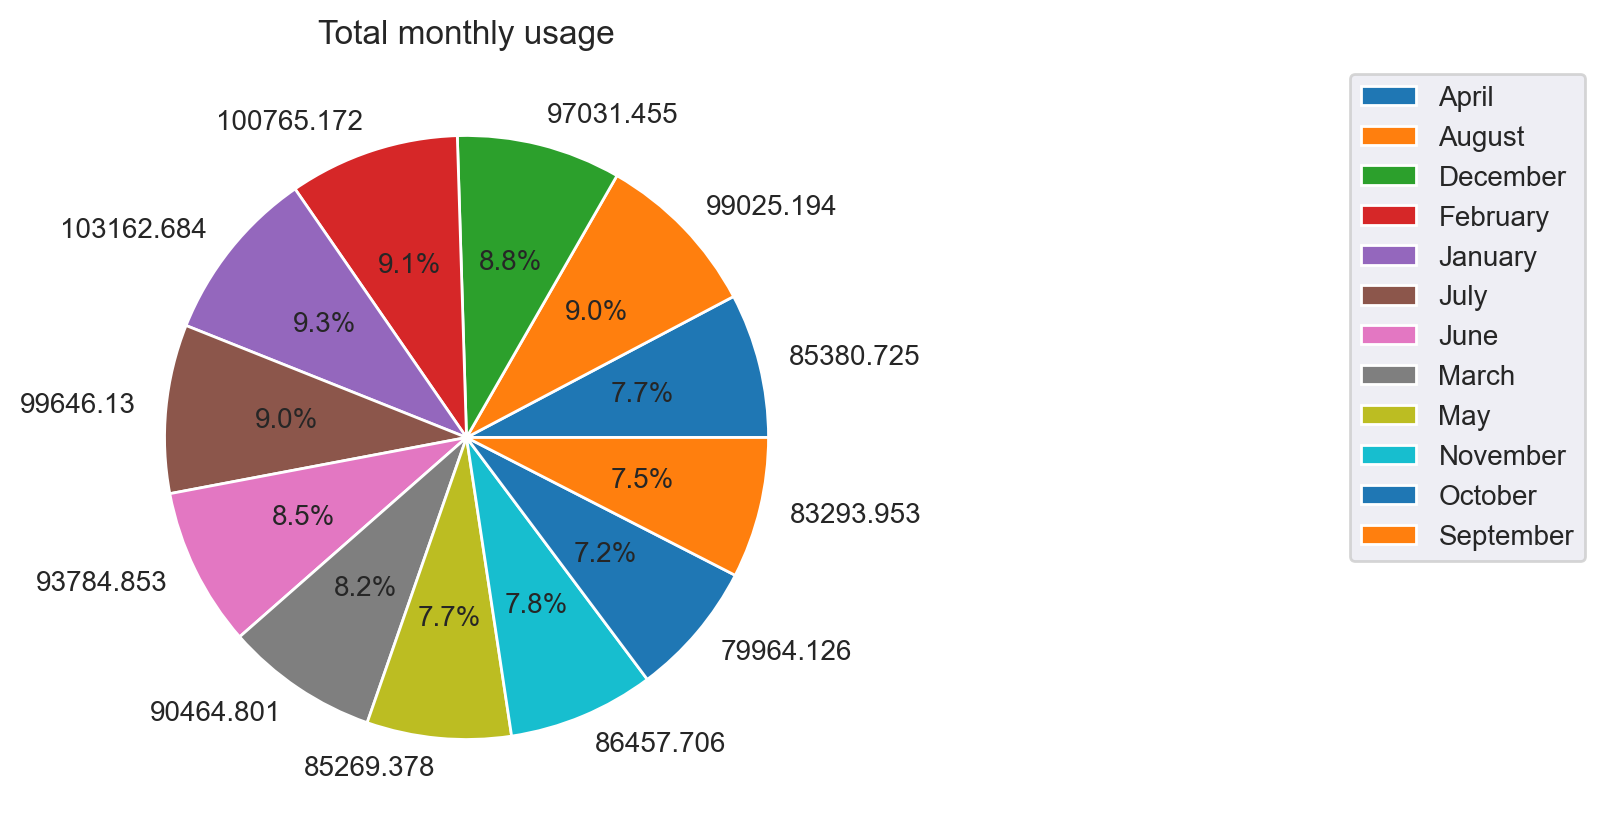 Total monthly usage
100765.172
97031.455
103162.684
99025.194
9.1%
8.8%
9.3%
9.0%
85380.725
99646.13
9.0%
7.7%
8.5%
7.5%
83293.953
93784.853
8.2%
7.7%
7.8%
7.2%
79964.126
90464.801
85269.378
86457.706
April
August
December
February
January
July
June
March
May
November
October
September